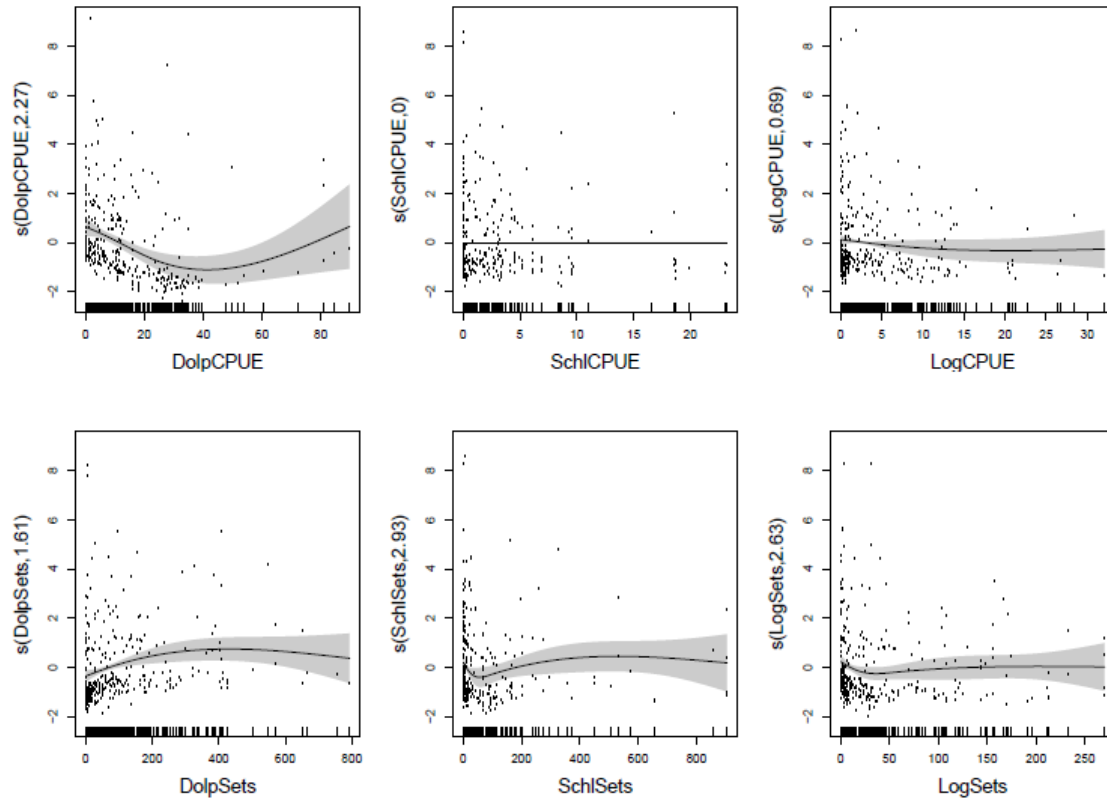 s(DolpCPUE,2.27)
8
6
4
2
0
-2
0 20 40 60 80
DolpCPUE
s(SchlCPUE,0)
8
6
4
2
0
-2
0 5 10 15 20
SchlCPUE
s(LogCPUE,0.69)
8
6
4
2
0
-2
0 5 10 15 20 25 30
LogCPUE
s(DolpSets,1.61)
8
6
4
2
0
-2
0 200 400 600 800
DolpSets
s(SchlSets,2.93)
8
6
4
2
0
-2
0 200 400 600 800
SchlSets
s(LogSets,2.63)
8
6
4
2
0
-2
0 50 100 150 200 250
LogSets